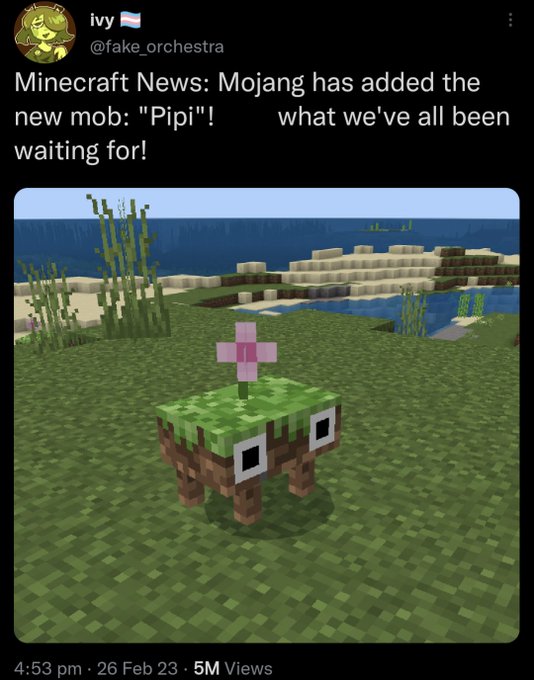 ivy 🏳️‍⚧️
@fake_orchestra
Minecraft News: Mojang has added the
new mob: "Pipi"! what we've all been
waiting for!
4:53 pm · 26 Feb 23 · 5M Views